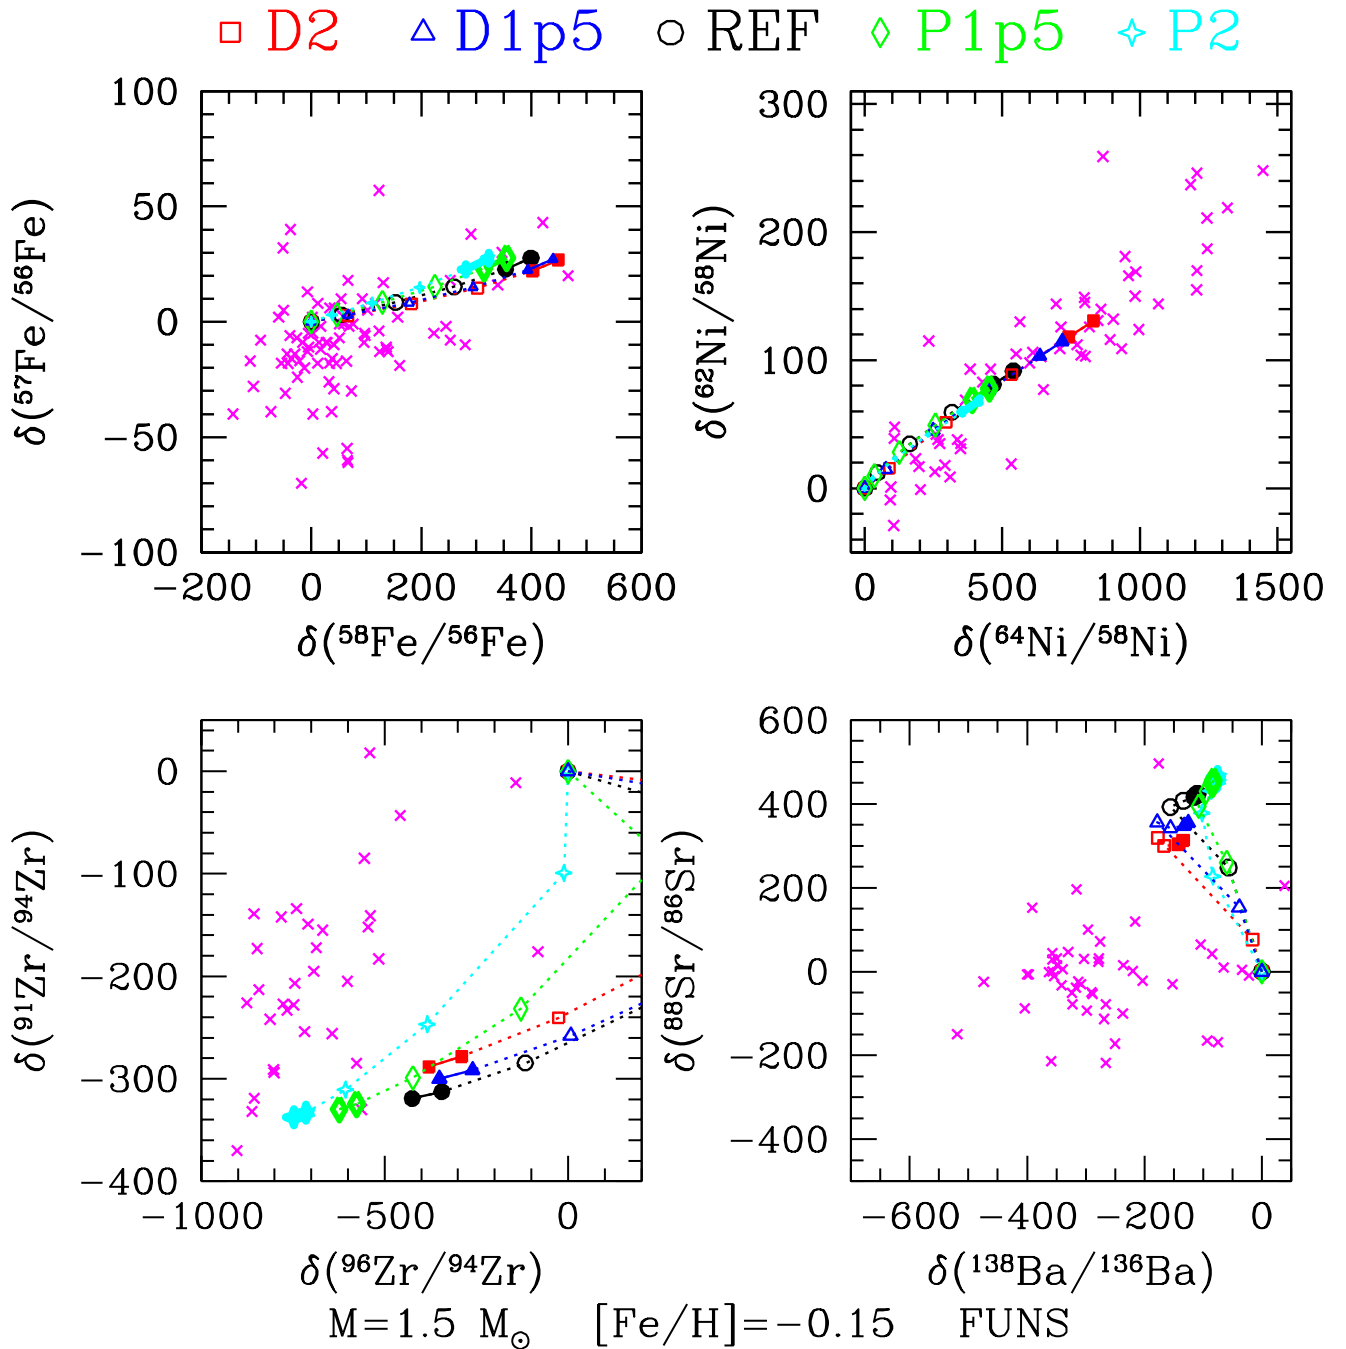 D2 D1p5 REF P1p5 P2
100
50
0
−50
−100
δ(⁵⁷Fe/⁵⁶Fe)
−200 0 200 400 600
δ(⁵⁸Fe/⁵⁶Fe)
300
200
100
0
δ(⁶²Ni/⁵⁸Ni)
0 500 1000 1500
δ(⁶⁴Ni/⁵⁸Ni)
0
−100
−200
−300
−400
δ(⁹¹Zr/⁹⁴Zr)
−1000 −500 0
δ(⁹⁶Zr/⁹⁴Zr)
600
400
200
0
−200
−400
δ(⁸⁸Sr/⁸⁶Sr)
−600 −400 −200 0
δ(¹³⁸Ba/¹³⁶Ba)
M=1.5 M☉ [Fe/H]=−0.15 FUNS